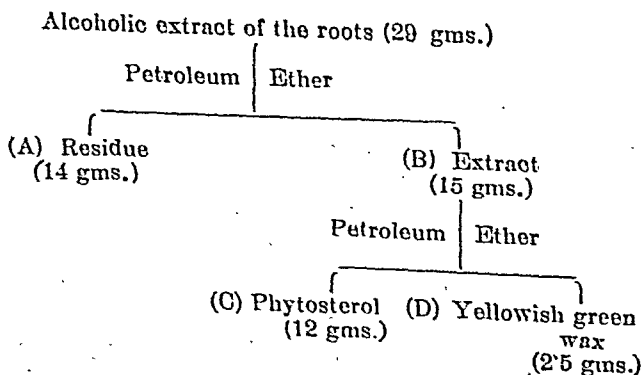 Alcoholic extract of the roots (29 gms.)
Petroleum Ether
(A) Residue
(14 gms.)
(B) Extract
(15 gms.)
Petroleum Ether
(C) Phytosterol
(12 gms.)
(D) Yellowish green
wax
(2·5 gms.)